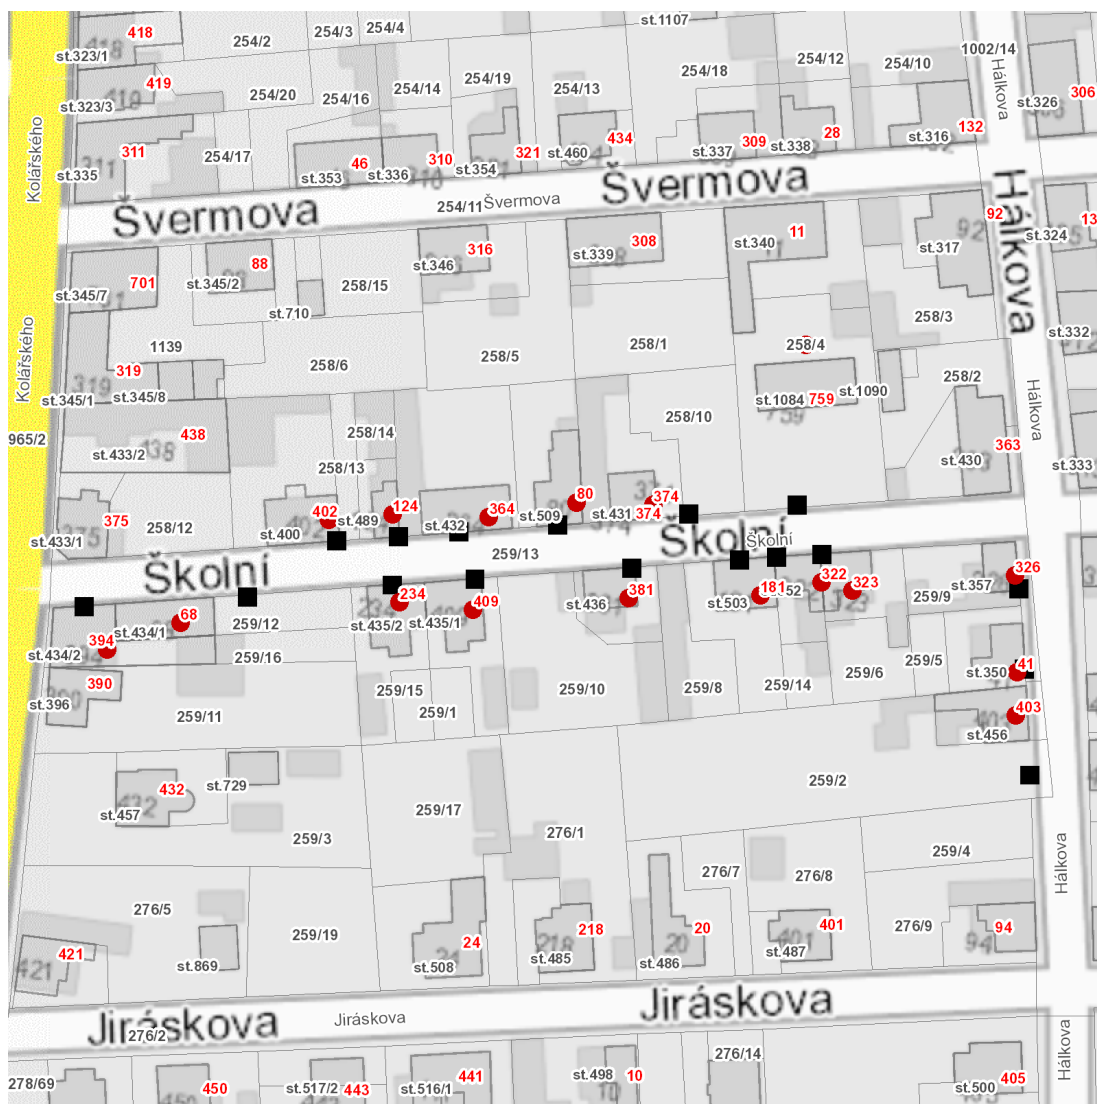 418
254/2
254/3
254/4
st.1107
st.323/1
419
254/20
254/16
254/14
254/19
254/13
254/18
254/12
254/10
1002/14
Hálkova
306
st.326
st.323/3
Kolářského
311
254/17
46
310
321
434
309
28
132
st.335
st.353
st.336
st.354
st.460
st.337
st.338
st.316
Švermova
254/11
Švermova
Švermova
Hálkova
92
st.324
13
701
88
316
308
11
st.317
st.345/7
st.345/2
st.710
258/15
st.346
st.339
st.340
258/3
st.332
Kolářského
1139
319
258/6
258/5
258/1
258/4
258/2
st.345/1
st.345/8
st.1084
759
st.1090
Hálkova
965/2
438
st.433/2
258/14
258/10
363
258/13
st.430
st.333
375
258/12
402
124
364
80
374
st.433/1
st.400
st.489
st.432
st.509
st.431
374
Školní
259/13
Školní
Školní
394
68
st.434/1
259/12
234
409
st.436
381
st.503
181
322
323
259/9
st.357
326
st.434/2
259/16
st.435/2
st.435/1
390
st.396
259/11
259/15
259/1
259/10
259/8
259/14
259/6
259/5
st.350
41
403
st.456
432
st.457
st.729
259/3
259/17
276/1
259/2
276/7
276/8
259/4
Hálkova
276/5
259/19
276/9
421
st.869
24
st.508
218
st.485
20
st.486
401
st.487
94
Jiráskova
276/2
Jiráskova
Jiráskova
Hálkova
278/69
450
st.517/2
443
st.516/1
441
st.498
10
276/14
st.500
405